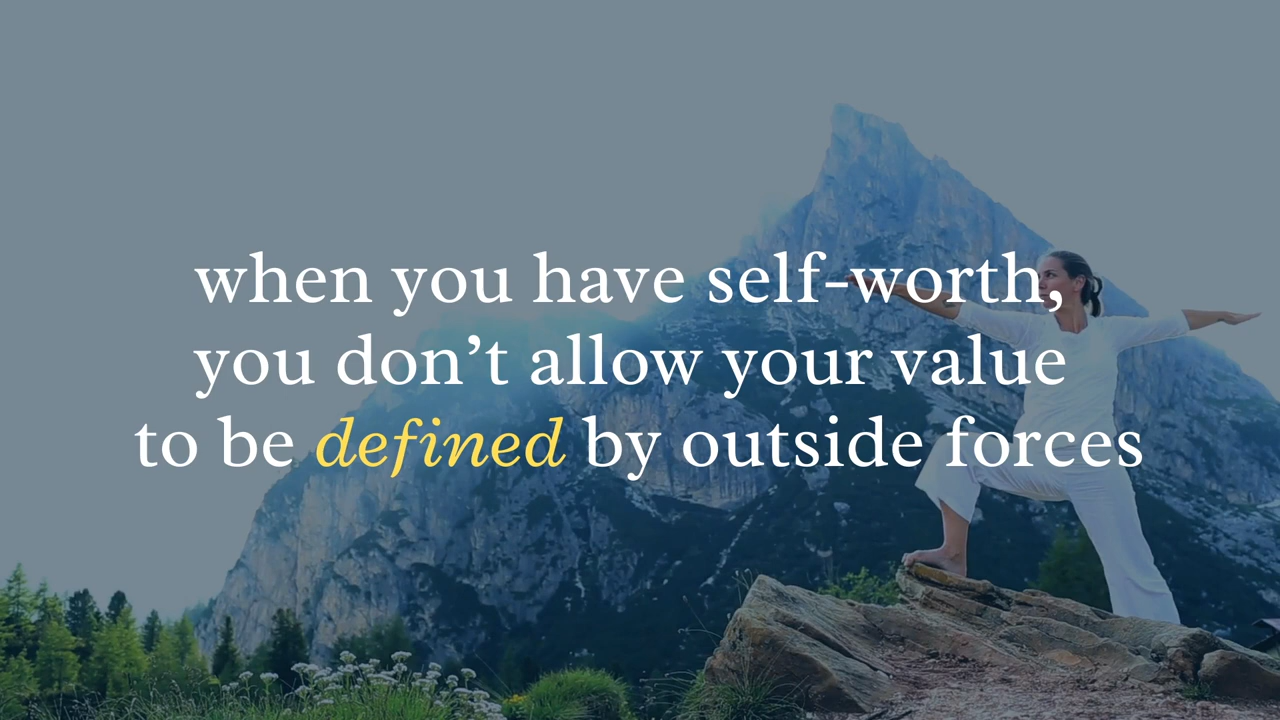 when you have self-worth,
you don’t allow your value
to be defined by outside forces